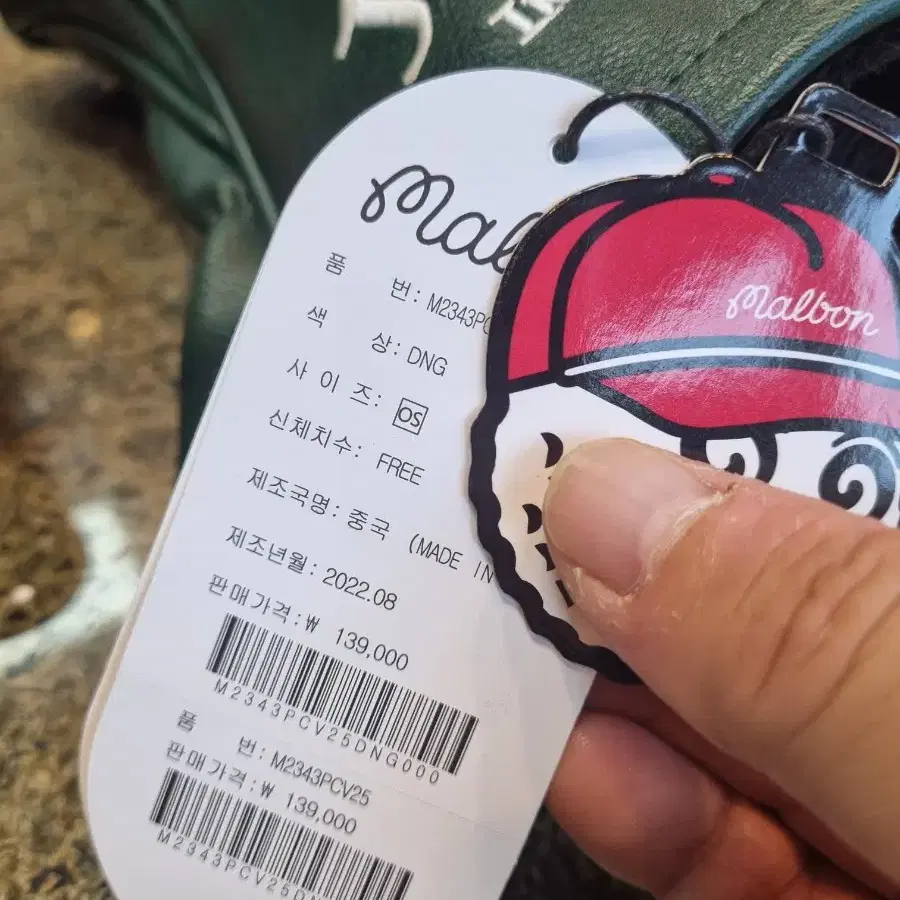 malbon
품 번: M2343PC
색 상: DNG
사 이 즈: OS
신체치수: FREE
제조국명: 중국 (MADE IN
제조년월: 2022.08
판매가격:₩ 139,000
M2343PCV25DNG000
품 번: M2343PCV25
판매가격:₩ 139,000
M2343PCV25DN